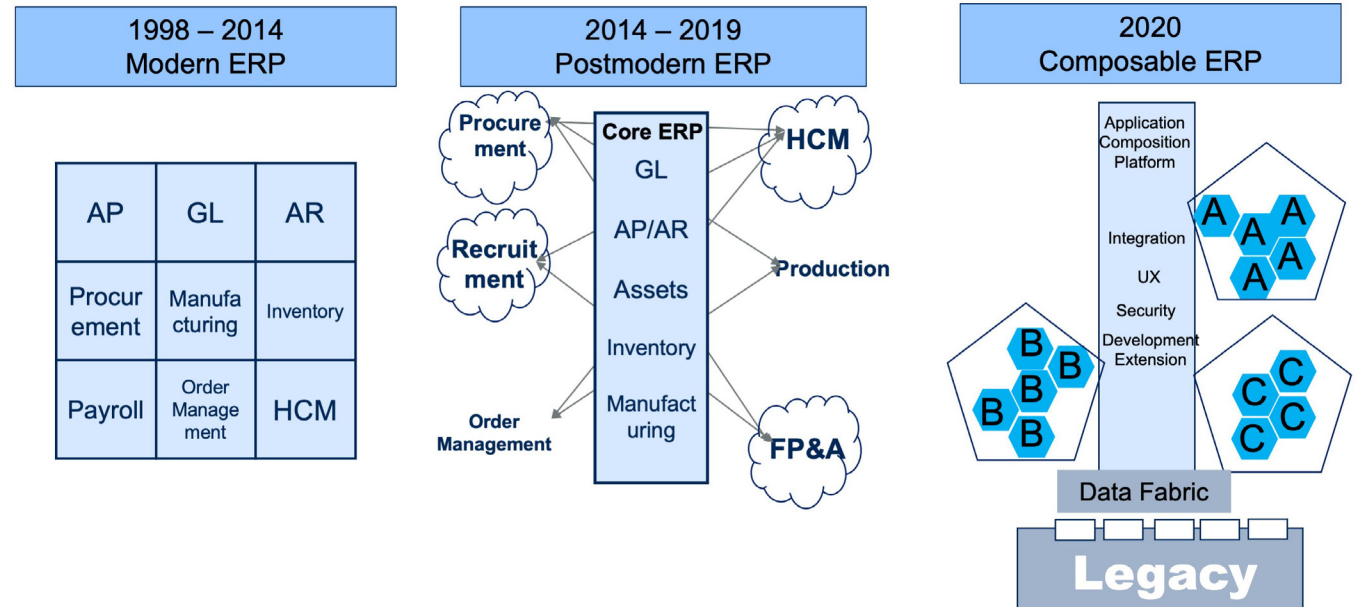 1998 – 2014
Modern ERP
AP
GL
AR
Procur
ement
Manufa
cturing
Inventory
Payroll
Order
Manage
ment
HCM
2014 – 2019
Postmodern ERP
Procure
ment
Recruit
ment
Order
Management
Core ERP
GL
AP/AR
Assets
Inventory
Manufact
uring
HCM
Production
FP&A
2020
Composable ERP
Application
Composition
Platform
Integration
UX
Security
Development
Extension
A
A
A
A
A
B
B
B
B
B
C
C
C
C
Data Fabric
Legacy